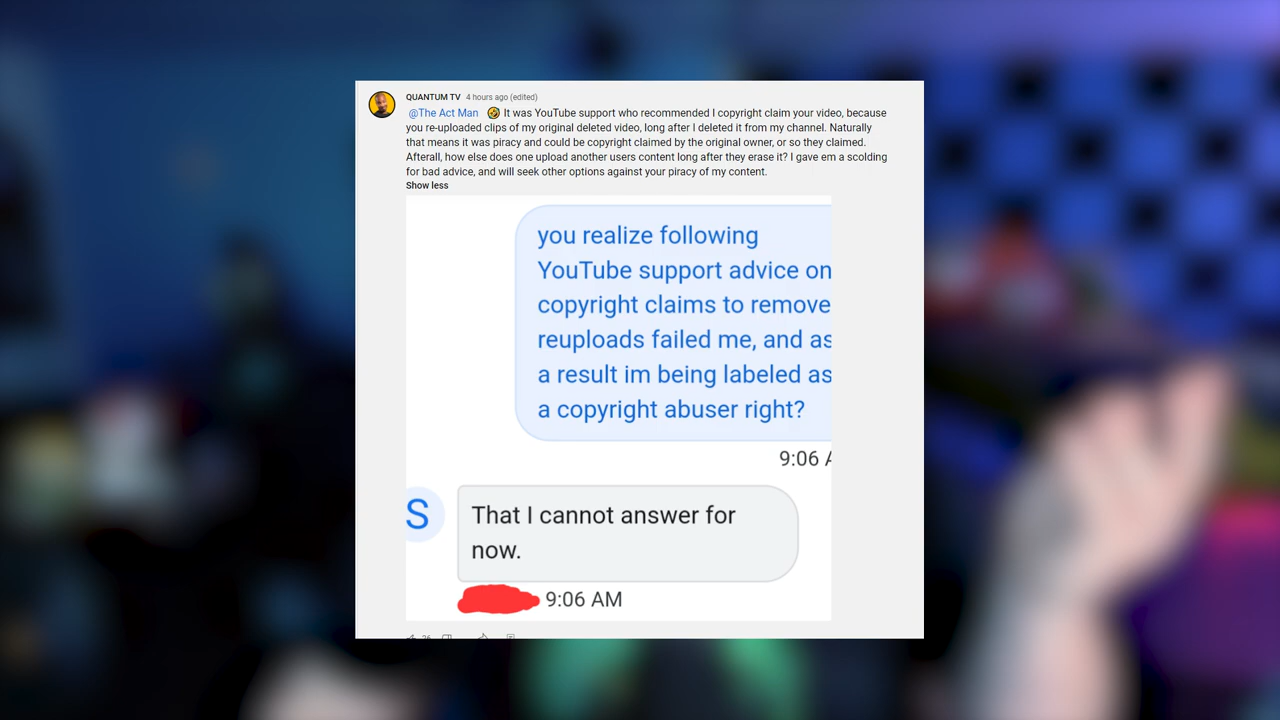 QUANTUM TV 4 hours ago (edited)
@The Act Man 🤣 It was YouTube support who recommended I copyright claim your video, because
you re-uploaded clips of my original deleted video, long after I deleted it from my channel. Naturally
that means it was piracy and could be copyright claimed by the original owner, or so they claimed.
Afterall, how else does one upload another users content long after they erase it? I gave em a scolding
for bad advice, and will seek other options against your piracy of my content.
Show less
you realize following
YouTube support advice on
copyright claims to remove
reuploads failed me, and as
a result im being labeled as
a copyright abuser right?
9:06 A
S
That I cannot answer for
now.
9:06 AM